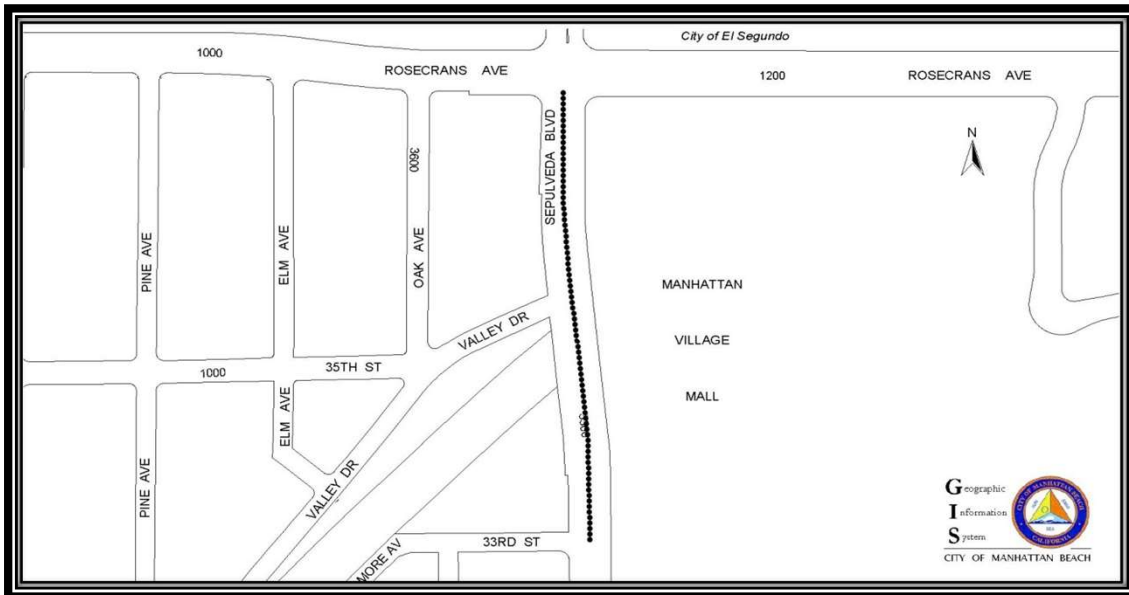 City of El Segundo
1000
ROSECRANS AVE
1200
ROSECRANS AVE
SEPULVEDA BLVD
3600
N
PINE AVE
ELM AVE
OAK AVE
MANHATTAN
VILLAGE
MALL
VALLEY DR
35TH ST
1000
ELM AVE
PINE AVE
VALLEY DR
33RD ST
MORE AV
Geographic
Information
System
CITY OF MANHATTAN BEACH